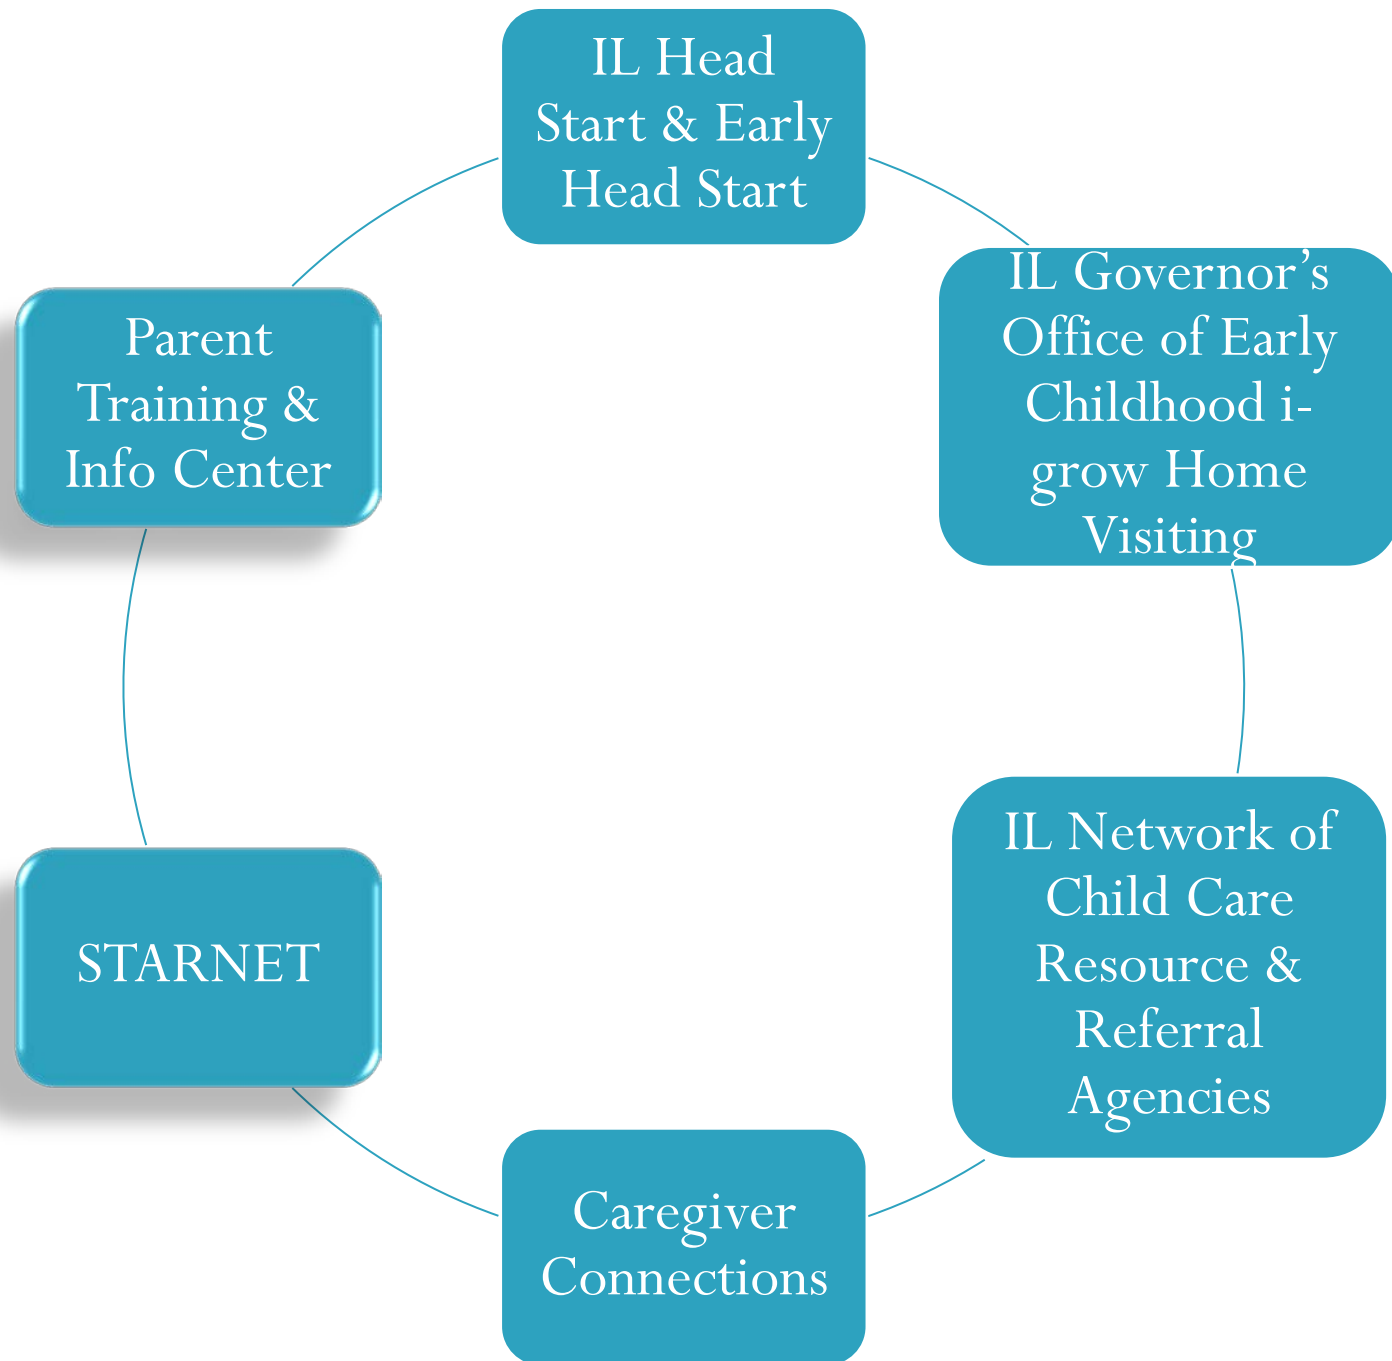 IL Head
Start & Early
Head Start
IL Governor’s
Office of Early
Childhood i-
grow Home
Visiting
IL Network of
Child Care
Resource &
Referral
Agencies
Caregiver
Connections
STARNET
Parent
Training &
Info Center